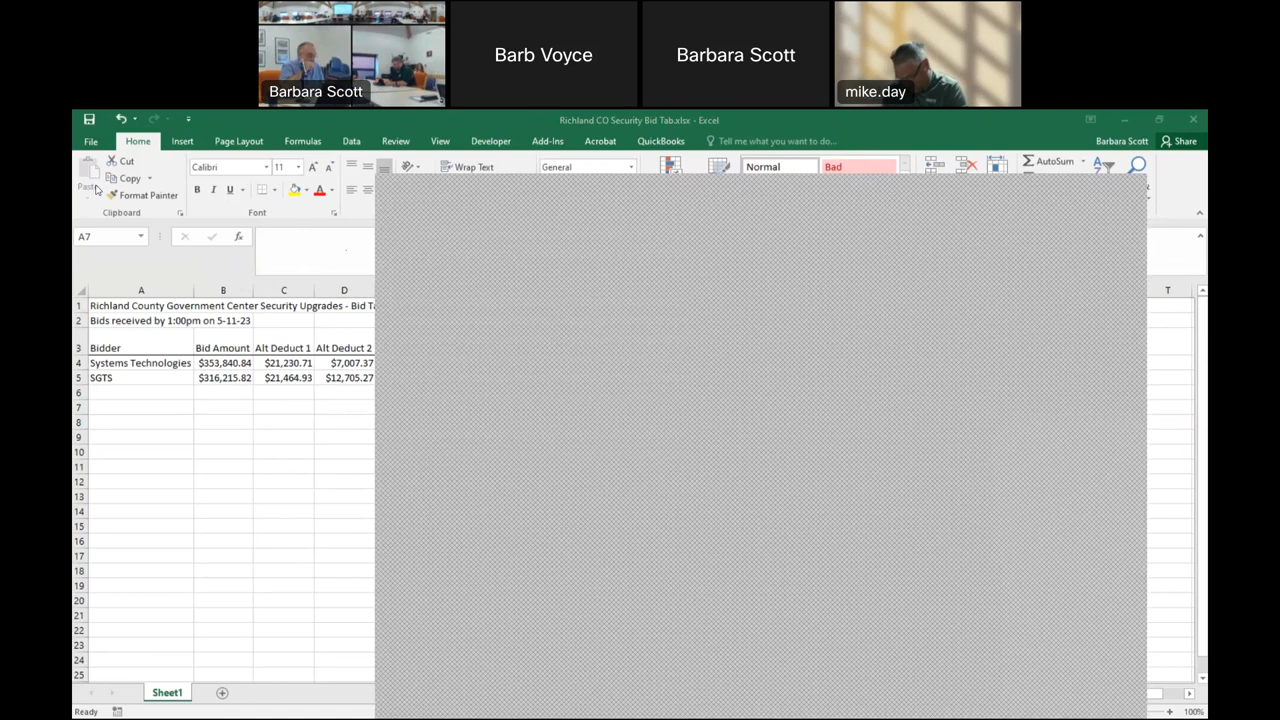 Barbara Scott
Barb Voyce
Barbara Scott
mike.day
Richland CO Security Bid Tab.xlsx - Excel
File Home Insert Page Layout Formulas Data Review View Developer Add-Ins Acrobat QuickBooks Tell me what you want to do... Barbara Scott Share
Cut
Copy
Format Painter
Clipboard
Calibri 11
B I U
Font
Wrap Text
General
Normal Bad
AutoSum
A7
A B C D T
1 Richland County Government Center Security Upgrades - Bid
2 Bids received by 1:00pm on 5-11-23
3 Bidder Bid Amount Alt Deduct 1 Alt Deduct 2
4 Systems Technologies $353,840.84 $21,230.71 $7,007.37
5 SGTS $316,215.82 $21,464.93 $12,705.27
6
7
8
9
10
11
12
13
14
15
16
17
18
19
20
21
22
23
24
25
Sheet1
Ready 100%